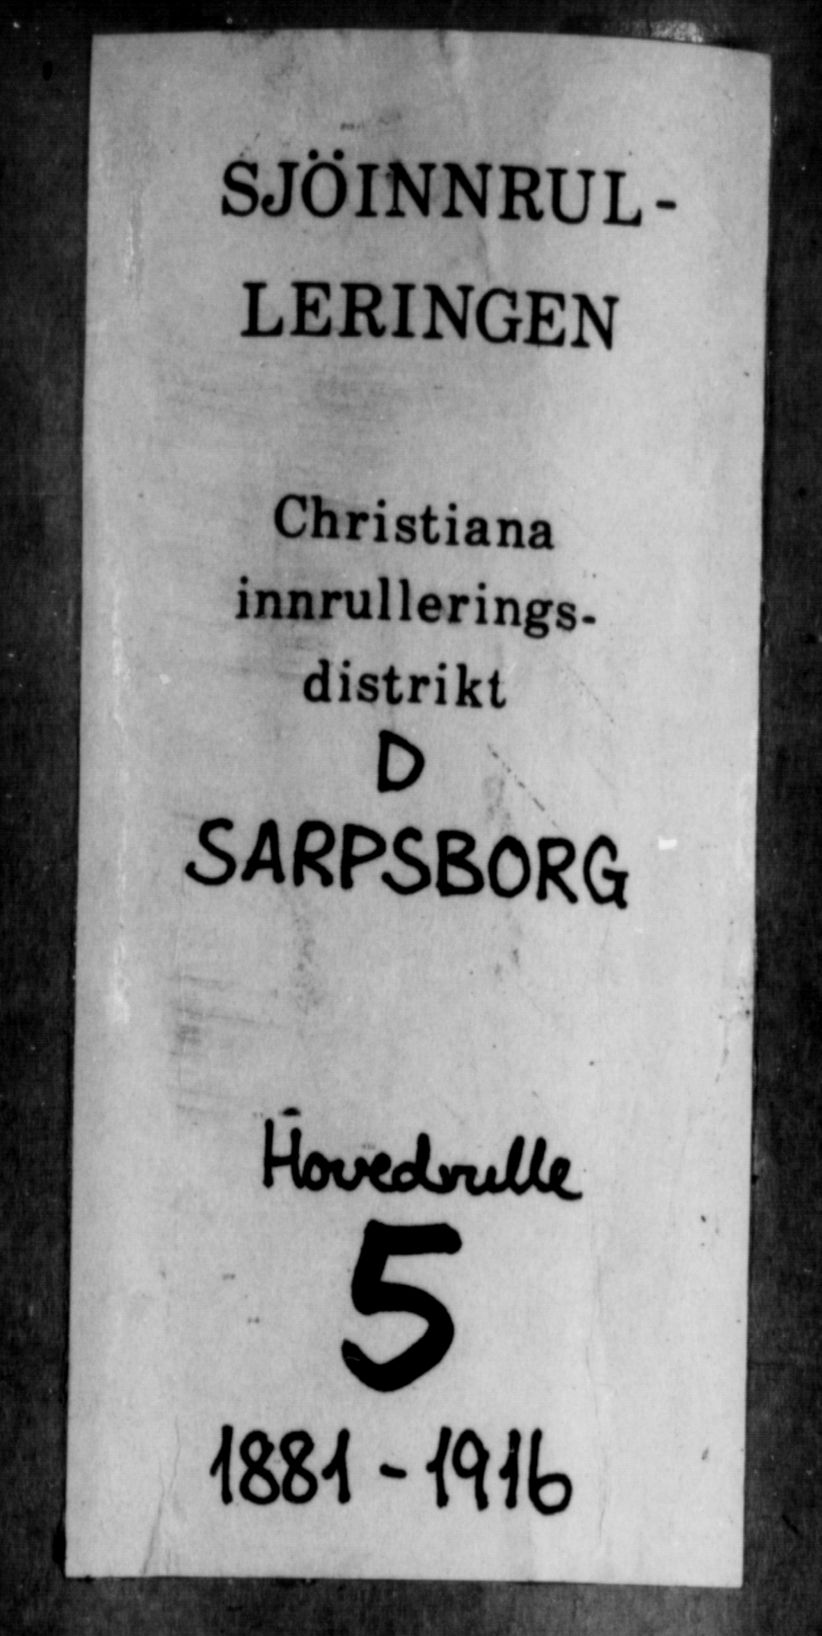 SJÖINNRUL-
LERINGEN
Christiana
innrullerings-
distrikt
D
SARPSBORG
Hovedrulle
5
1881-1916